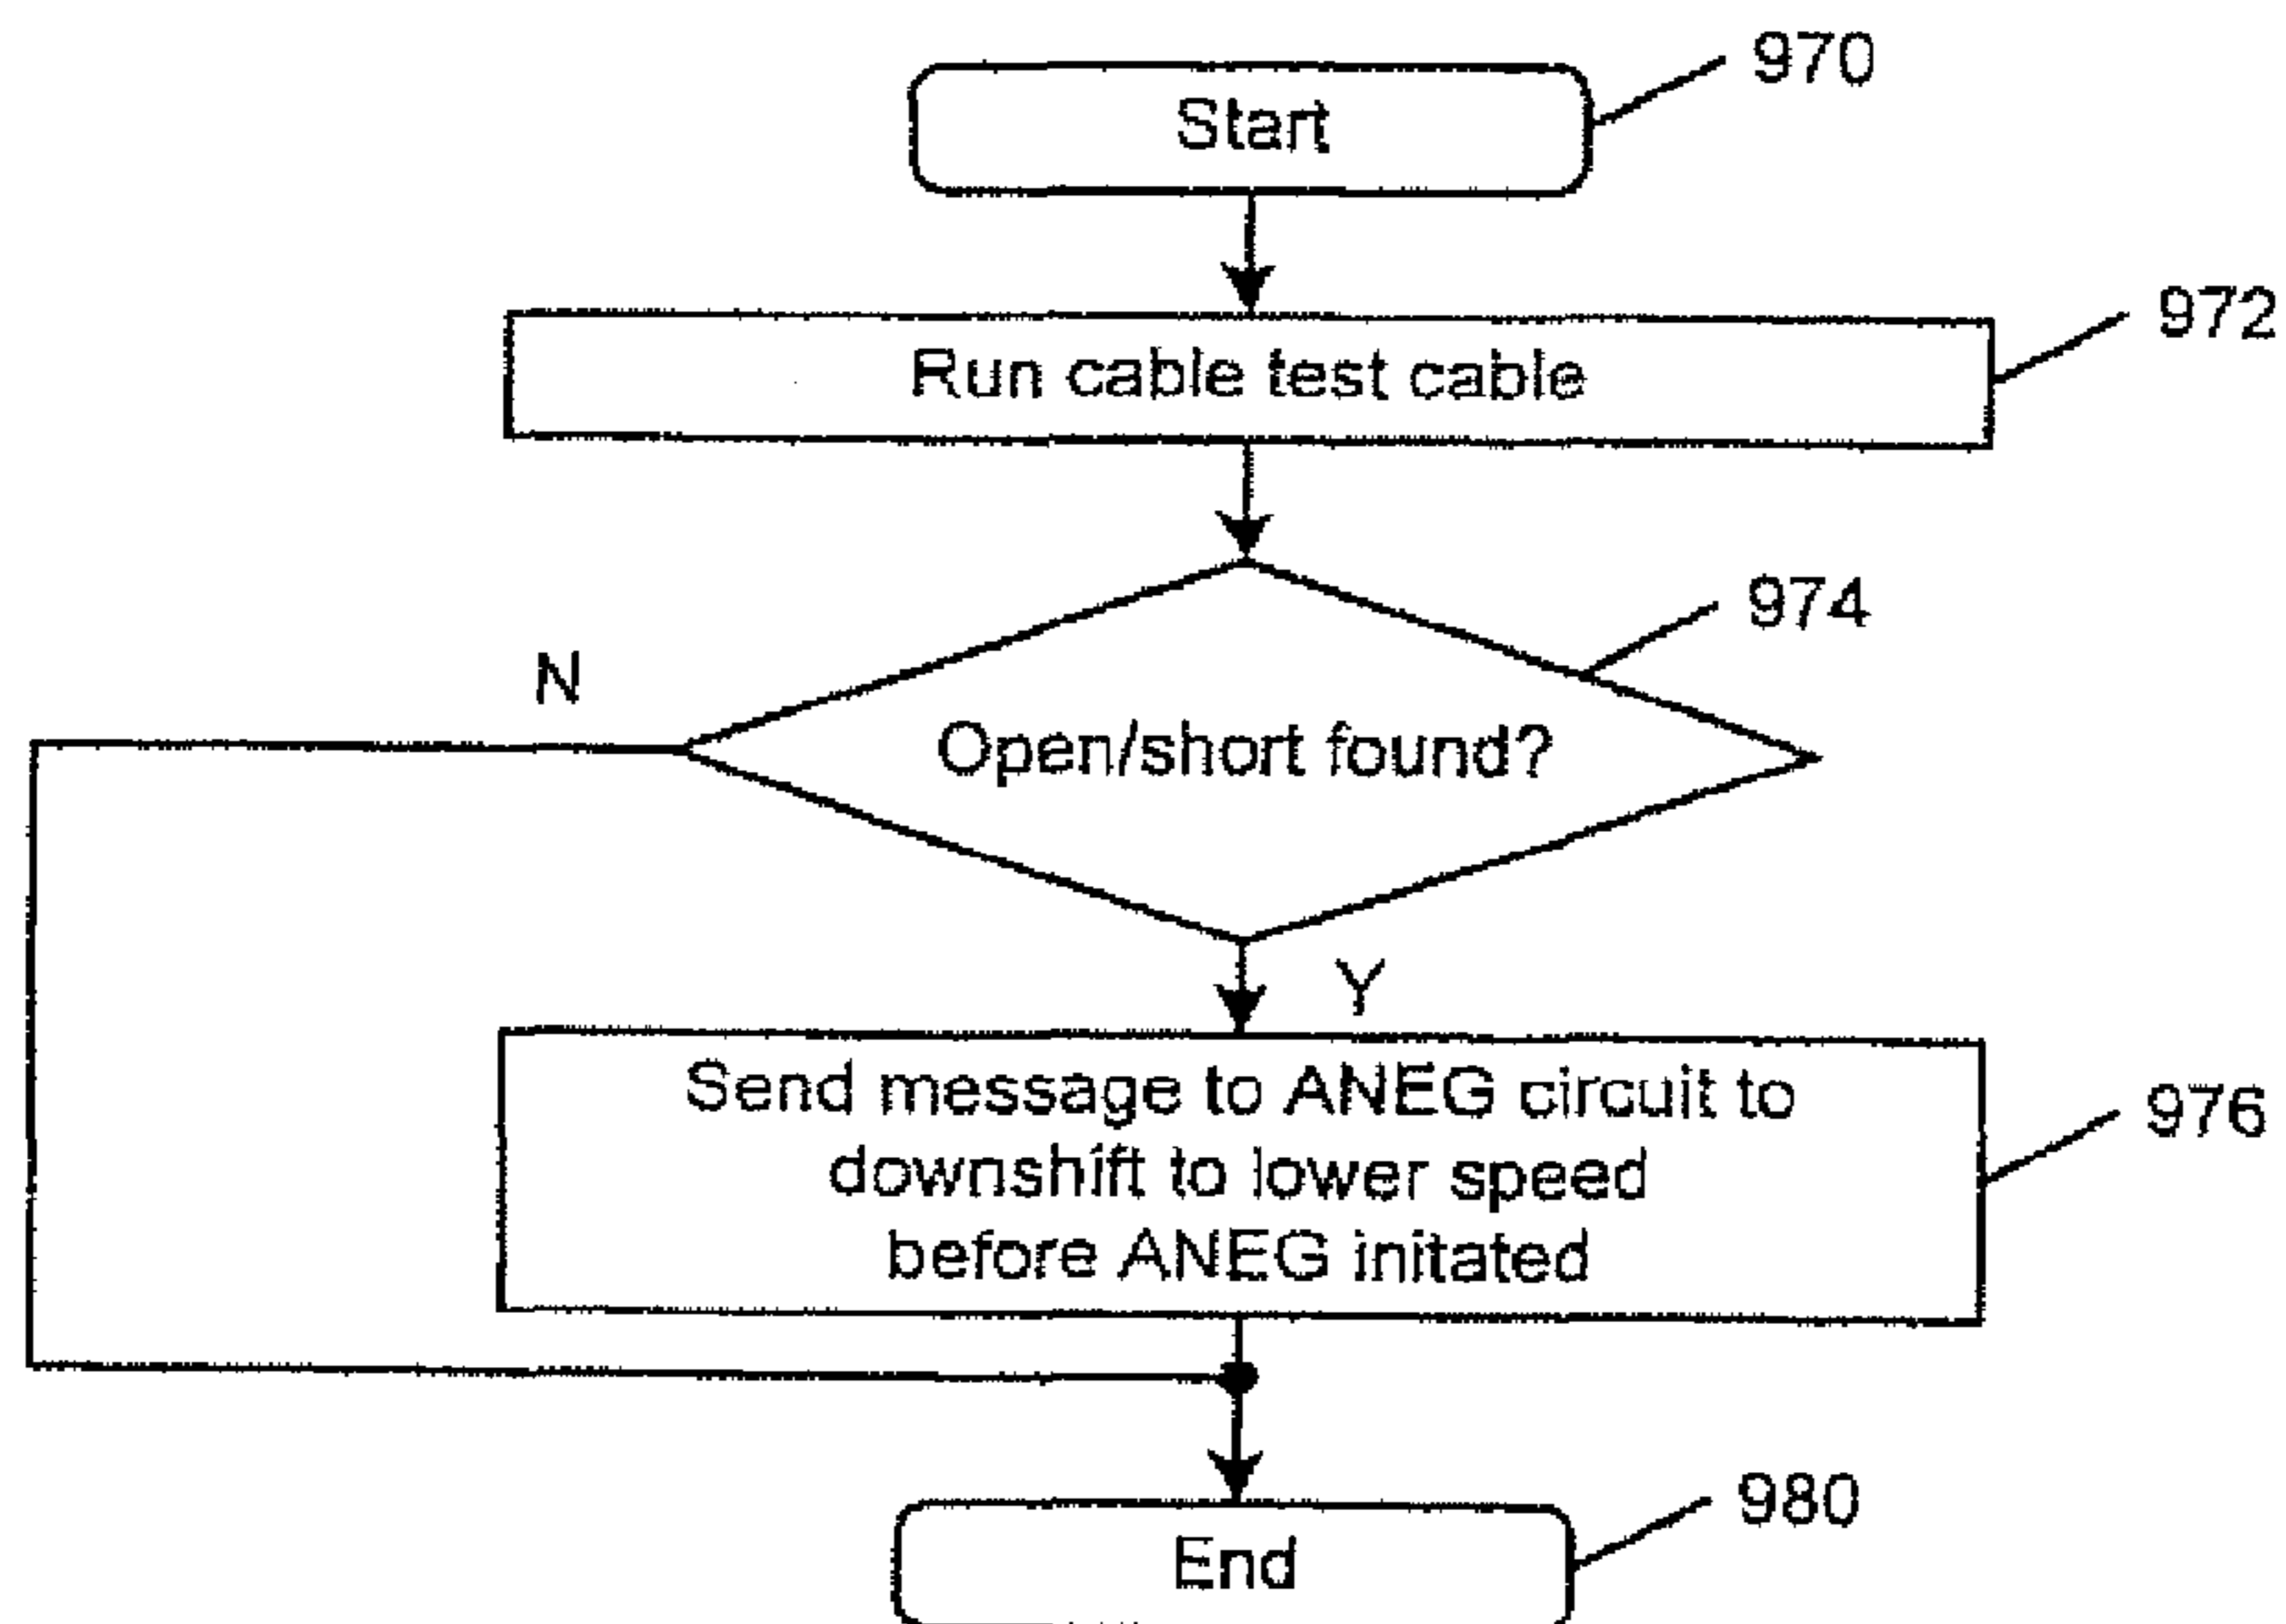 Start
970
Run cable test cable
972
974
N
Open/short found?
Y
Send message to ANEG circuit to
downshift to lower speed
before ANEG initated
976
End
980